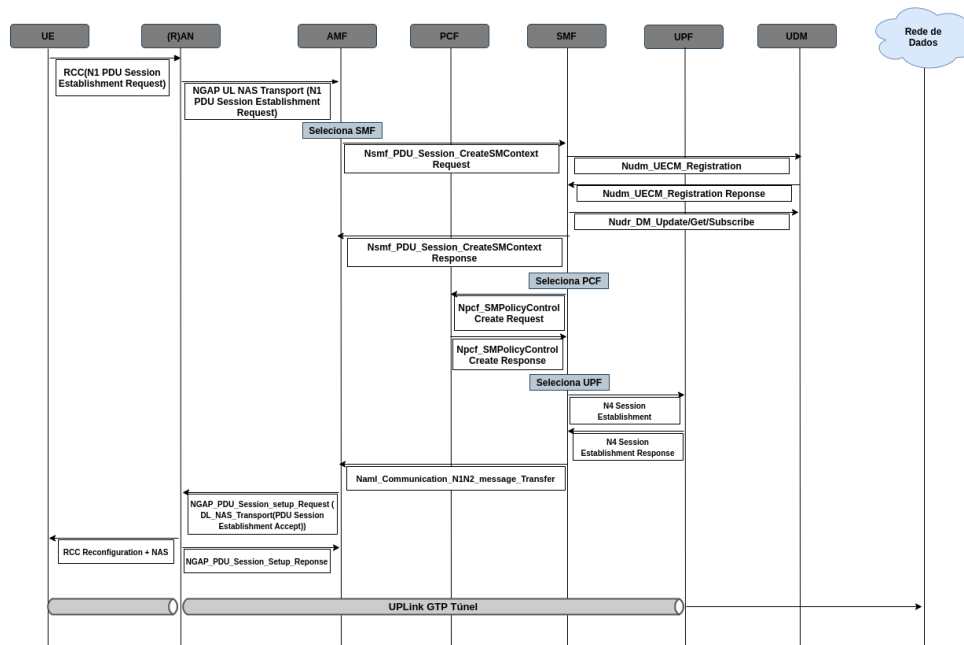 UE
(R)AN
AMF
PCF
SMF
UPF
UDM
Rede de
Dados
RCC(N1 PDU Session
Establishment Request)
NGAP UL NAS Transport (N1
PDU Session Establishment
Request)
Seleciona SMF
Nsmf_PDU_Session_CreateSMContext
Request
Nudm_UECM_Registration
Nudm_UECM_Registration Reponse
Nudr_DM_Update/Get/Subscribe
Nsmf_PDU_Session_CreateSMContext
Response
Seleciona PCF
Npcf_SMPolicyControl
Create Request
Npcf_SMPolicyControl
Create Response
Seleciona UPF
N4 Session
Establishment
N4 Session
Establishment Response
Naml_Communication_N1N2_message_Transfer
NGAP_PDU_Session_setup_Request (
DL_NAS_Transport(PDU Session
Establishment Accept))
RCC Reconfiguration + NAS
NGAP_PDU_Session_Setup_Reponse
UPLink GTP Túnel